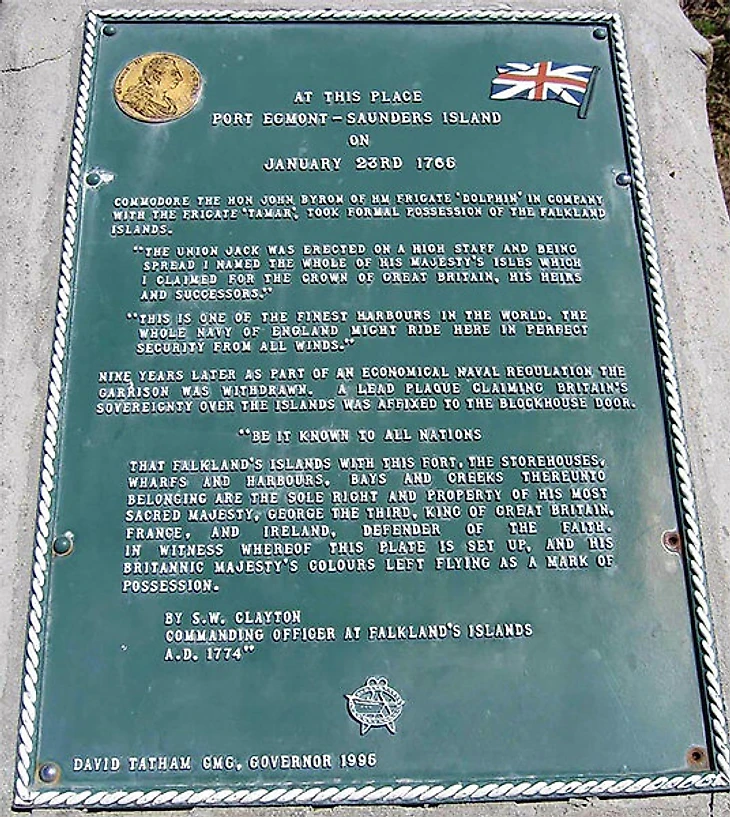 AT THIS PLACE
PORT EGMONT – SAUNDERS ISLAND
ON
JANUARY 23RD 1765
COMMODORE THE HON JOHN BYRON OF HM FRIGATE 'DOLPHIN' IN COMPANY
WITH THE FRIGATE 'TAMAR', TOOK FORMAL POSSESSION OF THE FALKLAND
ISLANDS.
"THE UNION JACK WAS ERECTED ON A HIGH STAFF AND BEING
SPREAD I NAMED THE WHOLE OF HIS MAJESTY'S ISLES WHICH
I CLAIMED FOR THE CROWN OF GREAT BRITAIN, HIS HEIRS
AND SUCCESSORS."
"THIS IS ONE OF THE FINEST HARBOURS IN THE WORLD. THE
WHOLE NAVY OF ENGLAND MIGHT RIDE HERE IN PERFECT
SECURITY FROM ALL WINDS."
NINE YEARS LATER AS PART OF AN ECONOMICAL NAVAL REGULATION THE
GARRISON WAS WITHDRAWN. A LEAD PLAQUE CLAIMING BRITAIN'S
SOVEREIGNTY OVER THE ISLANDS WAS AFFIXED TO THE BLOCKHOUSE DOOR.
"BE IT KNOWN TO ALL NATIONS
THAT FALKLAND'S ISLANDS WITH THIS FORT, THE STOREHOUSES,
WHARFS AND HARBOURS, BAYS AND CREEKS THEREUNTO
BELONGING ARE THE SOLE RIGHT AND PROPERTY OF HIS MOST
SACRED MAJESTY, GEORGE THE THIRD, KING OF GREAT BRITAIN,
FRANCE, AND IRELAND, DEFENDER OF THE FAITH.
IN WITNESS WHEREOF THIS PLATE IS SET UP, AND HIS
BRITANNIC MAJESTY'S COLOURS LEFT FLYING AS A MARK OF
POSSESSION.
BY S.W. CLAYTON
COMMANDING OFFICER AT FALKLAND'S ISLANDS
A.D. 1774"
DAVID TATHAM CMG, GOVERNOR 1996